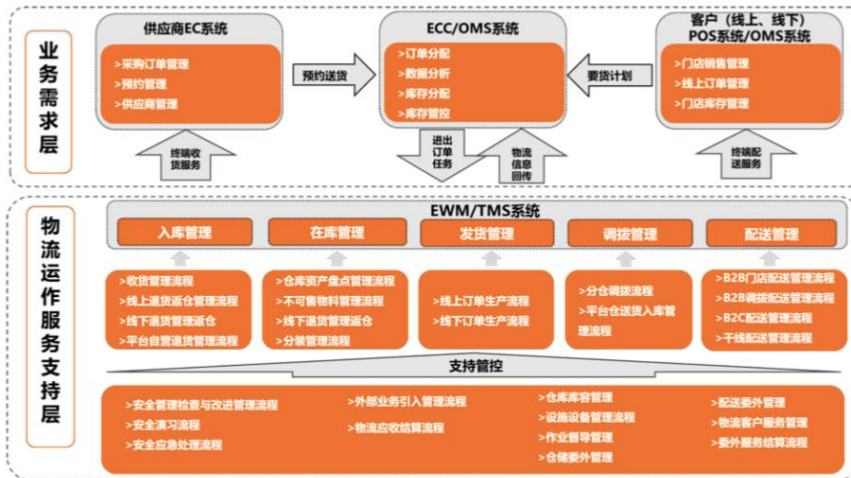 业务需求层
供应商EC系统
>采购订单管理
>预约管理
>供应商管理
预约送货
ECC/OMS系统
>订单分配
>数据分析
>库存分配
>库存管控
要货计划
客户（线上、线下）
POS系统/OMS系统
>门店销售管理
>线上订单管理
>门店库存管理
终端收
货服务
进出
订单
任务
物流
信息
回传
终端配
送服务
物流运作服务支持层
EWM/TMS系统
入库管理
在库管理
发货管理
调拨管理
配送管理
>收货管理流程
>线上退货返仓管理流程
>线下退货管理返仓
>平台自营退货管理流程
>仓库资产盘点管理流程
>不可售物料管理流程
>线下退货管理返仓
>分装管理流程
>线上订单生产流程
>线下订单生产流程
>分仓调拨流程
>平台仓送货入库管
理流程
>B2B门店配送管理流程
>B2B调拨配送管理流程
>B2C配送管理流程
>干线配送管理流程
支持管控
>安全管理检查与改进管理流程
>安全演习流程
>安全应急处理流程
>外部业务引入管理流程
>物流应收结算流程
>仓库库容管理
>设施设备管理流程
>作业督导管理
>仓储委外管理
>配送委外管理
>物流客户服务管理
>委外服务结算流程